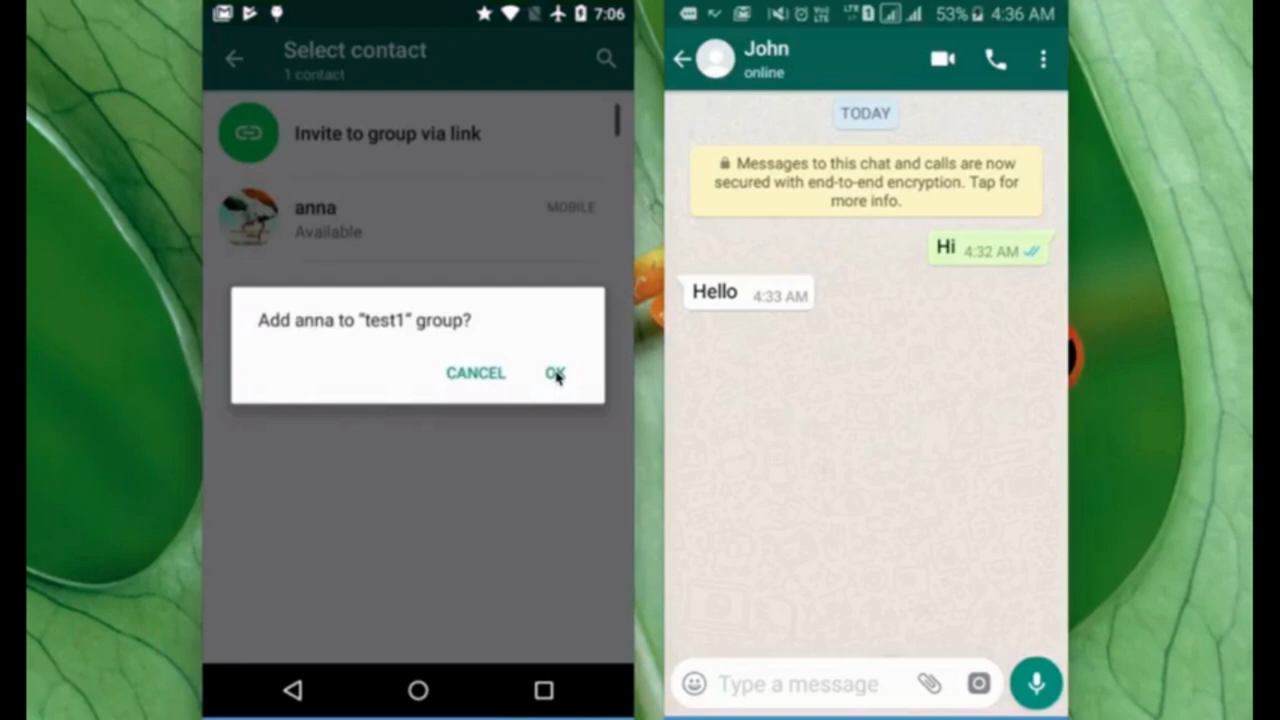 7:06
Select contact
1 contact
Invite to group via link
anna
MOBILE
Available
Add anna to "test1" group?
CANCEL
OK
53% 4:36 AM
John
online
TODAY
Messages to this chat and calls are now
secured with end-to-end encryption. Tap for
more info.
Hi 4:32 AM
Hello 4:33 AM
Type a message